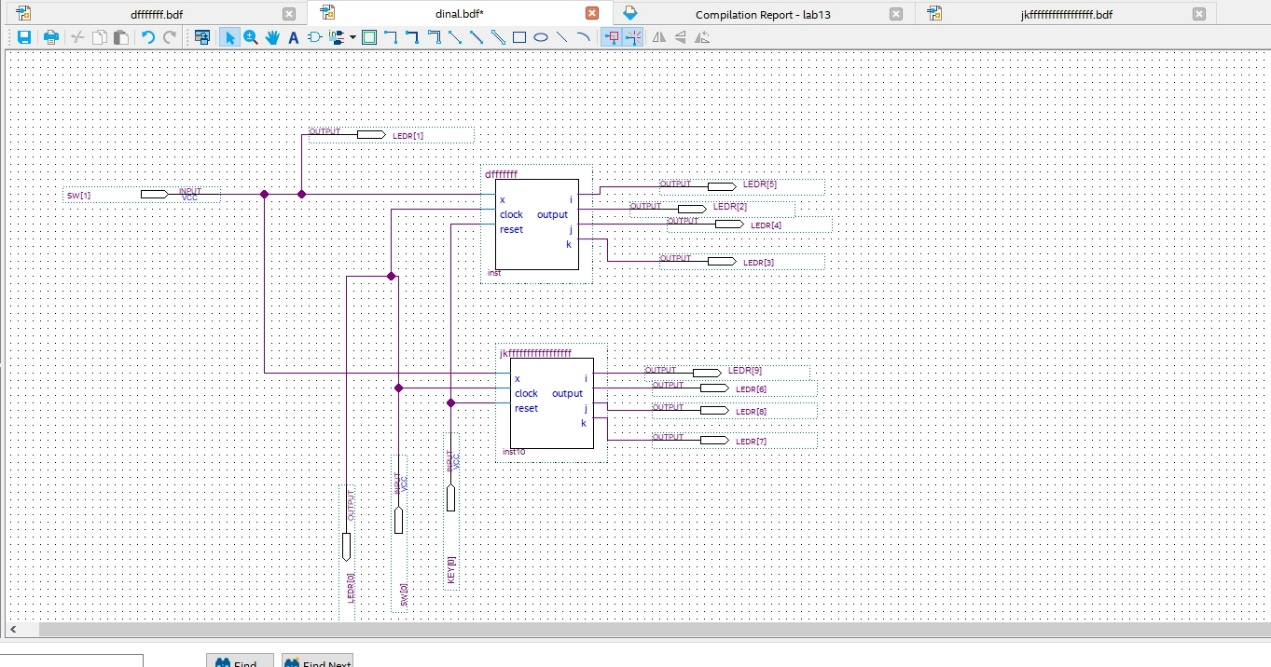 dfffffff.bdf
dinal.bdf*
Compilation Report - lab13
jkfffffffffffffffff.bdf
OUTPUT LEDR[1]
SW[1] INPUT VCC
dfffffff
x i
clock output
reset j
k
inst
OUTPUT LEDR[5]
OUTPUT LEDR[2]
OUTPUT LEDR[4]
OUTPUT LEDR[3]
jkfffffffffffffffff
x i
clock output
reset j
k
inst10
OUTPUT LEDR[9]
OUTPUT LEDR[6]
OUTPUT LEDR[8]
OUTPUT LEDR[7]
OUTPUT LEDR[0]
INPUT VCC SW[0]
INPUT VCC KEY[0]
Find
Find Next